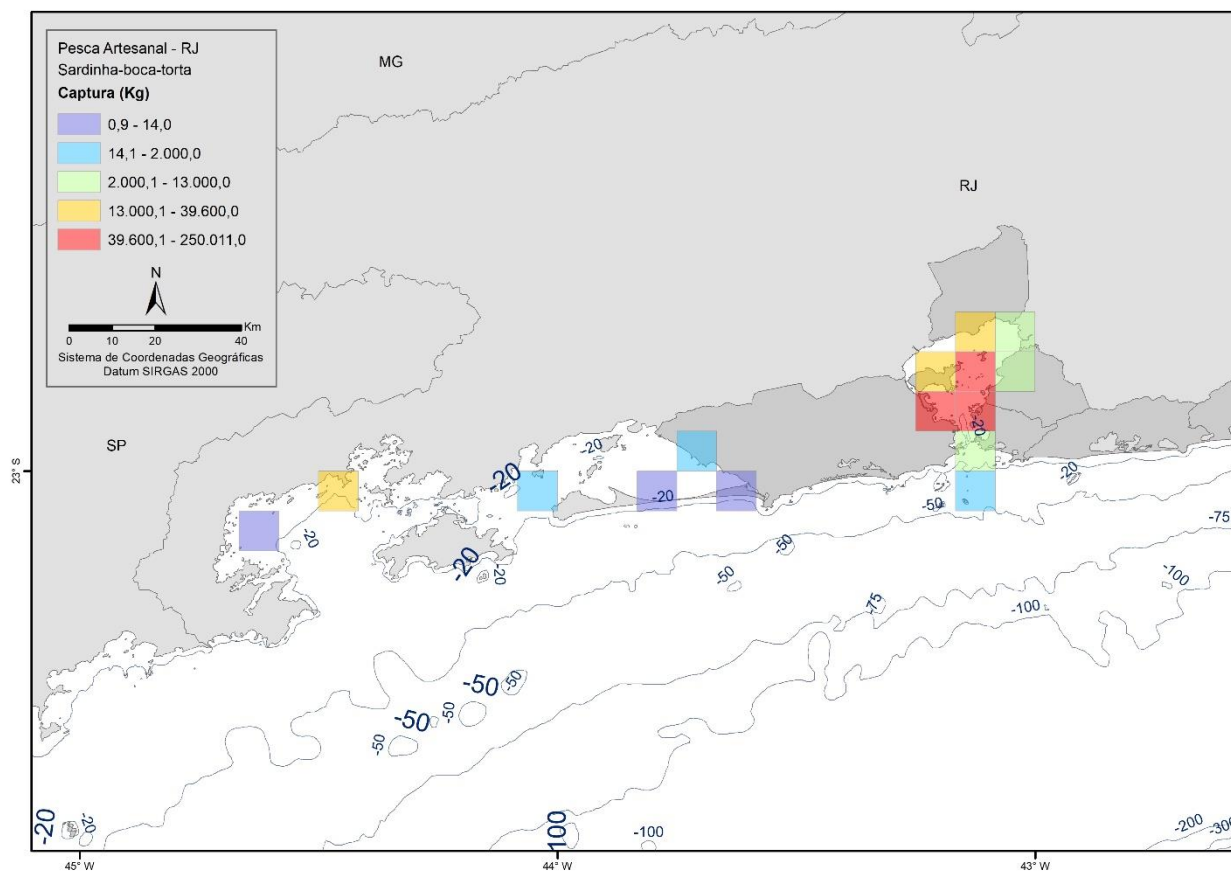 Pesca Artesanal - RJ
Sardinha-boca-torta
Captura (Kg)
0,9 - 14,0
14,1 - 2.000,0
2.000,1 - 13.000,0
13.000,1 - 39.600,0
39.600,1 - 250.011,0
N
Km
0 10 20 40
Sistema de Coordenadas Geográficas
Datum SIRGAS 2000
MG
RJ
SP
23° S
-20
-20
-20
-20
-20
-20
-20
-20
-20
-50
-75
-50
-50
-75
-100
-100
-50
-50
-50
-50
-50
-20
-20
100
-100
-200
-300
45° W
44° W
43° W